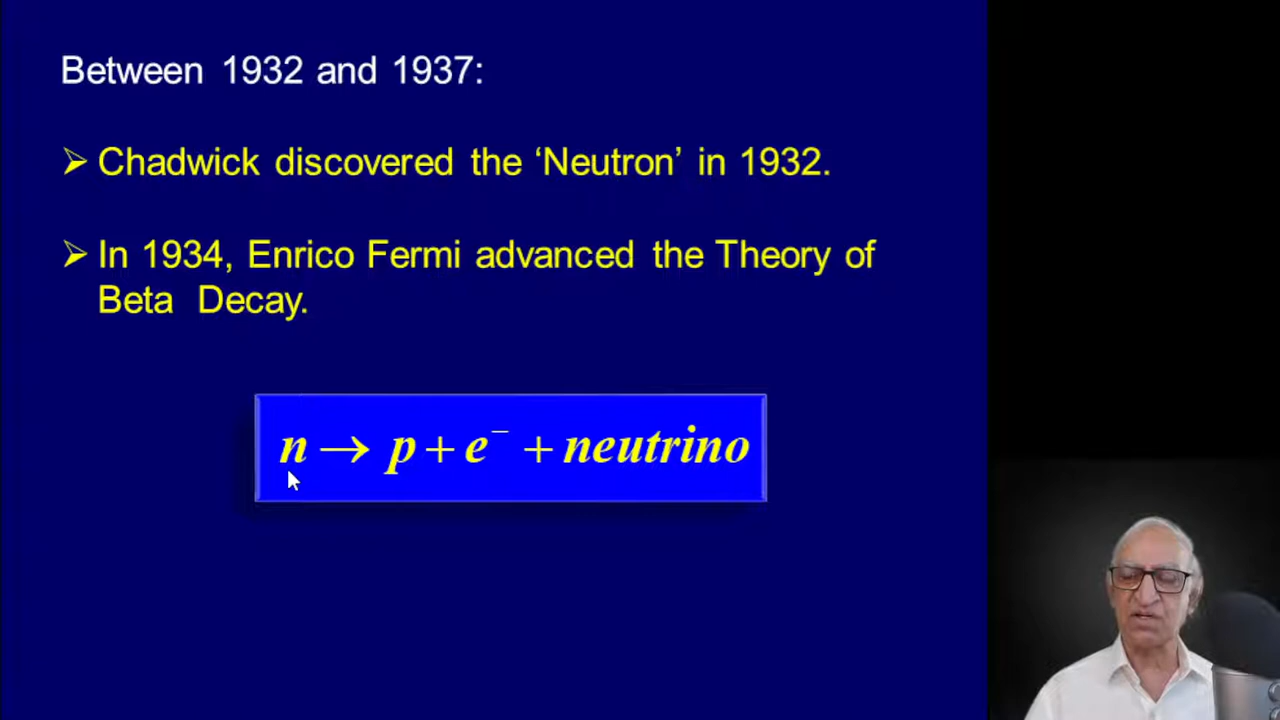 Between 1932 and 1937:
➢ Chadwick discovered the ‘Neutron’ in 1932.
➢ In 1934, Enrico Fermi advanced the Theory of
Beta Decay.
n → p + e⁻ + neutrino